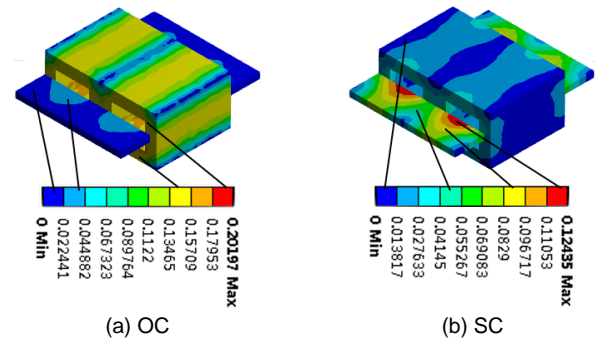 0 Min
0.022441
0.044882
0.067323
0.089764
0.1122
0.13465
0.15709
0.17953
0.20197 Max
0 Min
0.013817
0.027633
0.04145
0.055267
0.069083
0.0829
0.096717
0.11053
0.12435 Max
(a) OC
(b) SC